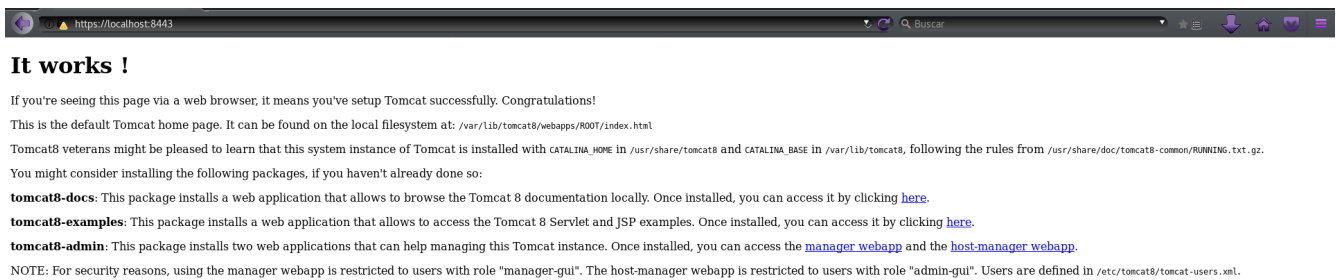 https://localhost:8443
Buscar
It works !
If you're seeing this page via a web browser, it means you've setup Tomcat successfully. Congratulations!
This is the default Tomcat home page. It can be found on the local filesystem at: /var/lib/tomcat8/webapps/ROOT/index.html
Tomcat8 veterans might be pleased to learn that this system instance of Tomcat is installed with CATALINA_HOME in /usr/share/tomcat8 and CATALINA_BASE in /var/lib/tomcat8, following the rules from /usr/share/doc/tomcat8-common/RUNNING.txt.gz.
You might consider installing the following packages, if you haven't already done so:
tomcat8-docs: This package installs a web application that allows to browse the Tomcat 8 documentation locally. Once installed, you can access it by clicking here.
tomcat8-examples: This package installs a web application that allows to access the Tomcat 8 Servlet and JSP examples. Once installed, you can access it by clicking here.
tomcat8-admin: This package installs two web applications that can help managing this Tomcat instance. Once installed, you can access the manager webapp and the host-manager webapp.
NOTE: For security reasons, using the manager webapp is restricted to users with role "manager-gui". The host-manager webapp is restricted to users with role "admin-gui". Users are defined in /etc/tomcat8/tomcat-users.xml.